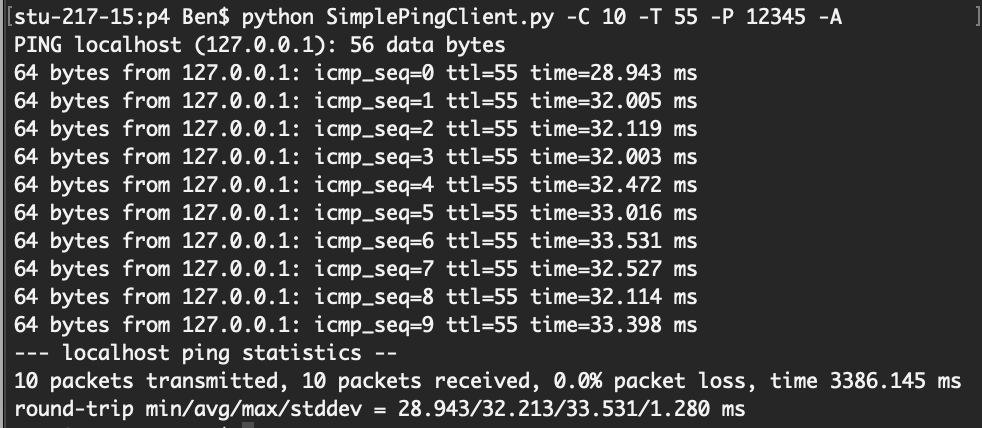 [stu-217-15:p4 Ben$ python SimplePingClient.py -C 10 -T 55 -P 12345 -A ]
PING localhost (127.0.0.1): 56 data bytes
64 bytes from 127.0.0.1: icmp_seq=0 ttl=55 time=28.943 ms
64 bytes from 127.0.0.1: icmp_seq=1 ttl=55 time=32.005 ms
64 bytes from 127.0.0.1: icmp_seq=2 ttl=55 time=32.119 ms
64 bytes from 127.0.0.1: icmp_seq=3 ttl=55 time=32.003 ms
64 bytes from 127.0.0.1: icmp_seq=4 ttl=55 time=32.472 ms
64 bytes from 127.0.0.1: icmp_seq=5 ttl=55 time=33.016 ms
64 bytes from 127.0.0.1: icmp_seq=6 ttl=55 time=33.531 ms
64 bytes from 127.0.0.1: icmp_seq=7 ttl=55 time=32.527 ms
64 bytes from 127.0.0.1: icmp_seq=8 ttl=55 time=32.114 ms
64 bytes from 127.0.0.1: icmp_seq=9 ttl=55 time=33.398 ms
--- localhost ping statistics --
10 packets transmitted, 10 packets received, 0.0% packet loss, time 3386.145 ms
round-trip min/avg/max/stddev = 28.943/32.213/33.531/1.280 ms